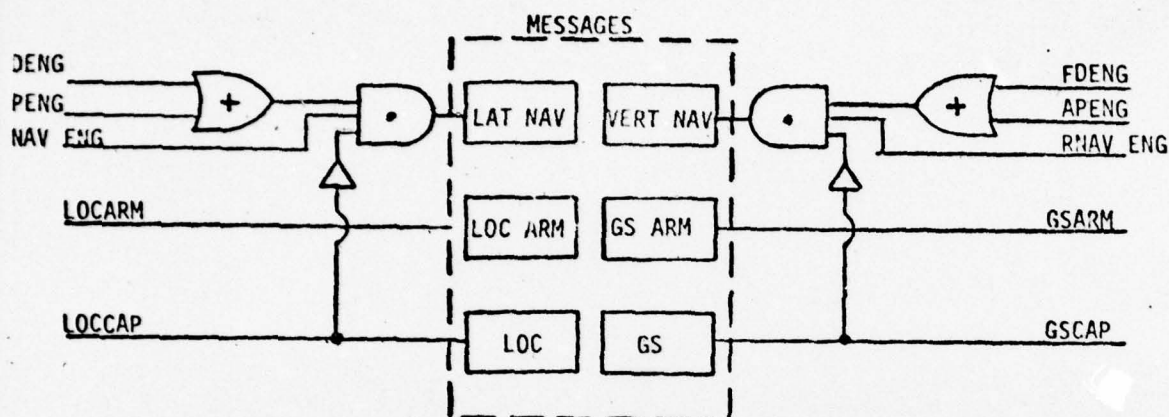 MESSAGES
DENG
PENG
NAV ENG
+
•
LAT NAV
VERT NAV
•
+
FDENG
APENG
RNAV ENG
LOCARM
LOC ARM
GS ARM
GSARM
LOCCAP
LOC
GS
GSCAP